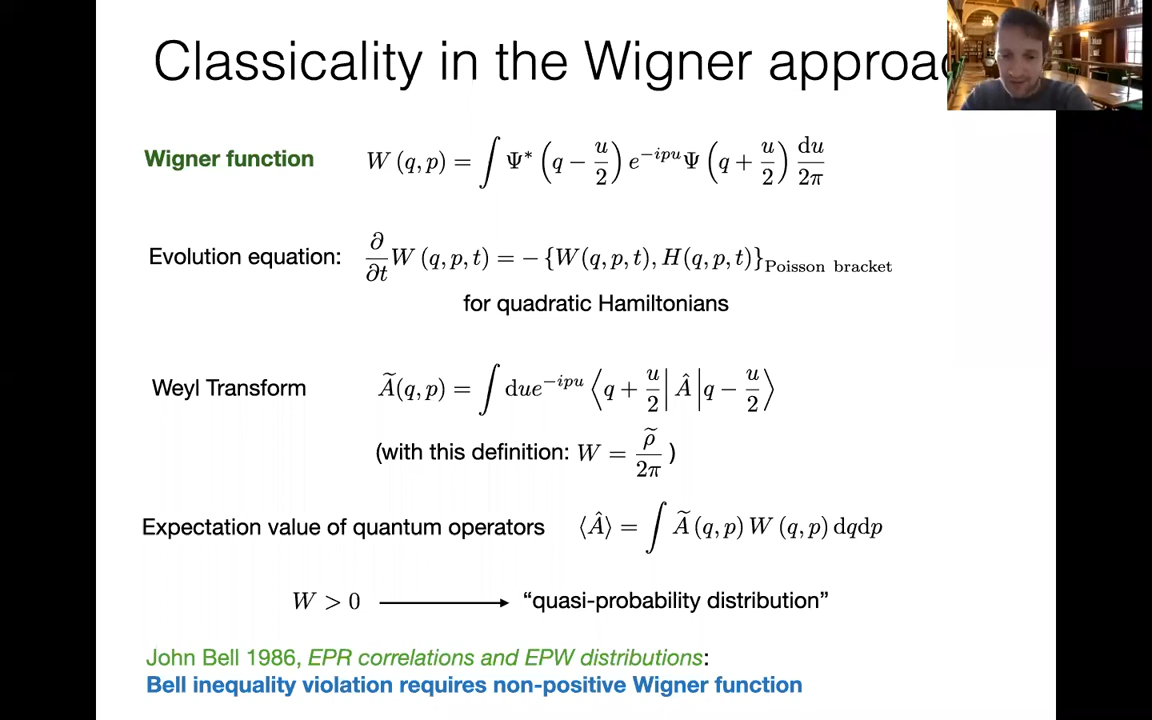 Classicality in the Wigner approac
Wigner function W (q, p) = ∫ Ψ* (q − u/2) e^{−ipu} Ψ (q + u/2) du/2π
Evolution equation: ∂/∂t W (q, p, t) = − {W(q, p, t), H(q, p, t)}_{Poisson bracket}
for quadratic Hamiltonians
Weyl Transform Ã(q, p) = ∫ du e^{−ipu} ⟨q + u/2| Â |q − u/2⟩
(with this definition: W = ρ̃/2π )
Expectation value of quantum operators ⟨Â⟩ = ∫ Ã (q, p) W (q, p) dqdp
W > 0 ⟶ “quasi-probability distribution”
John Bell 1986, EPR correlations and EPW distributions:
Bell inequality violation requires non-positive Wigner function